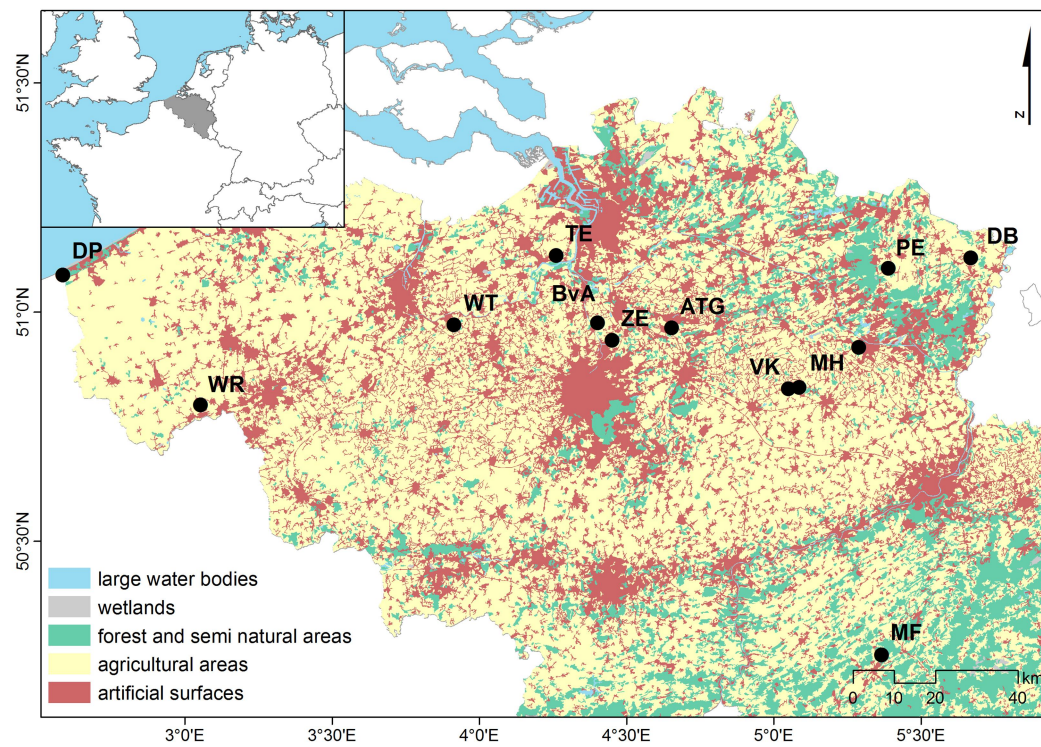 51°30'N
N
DP
TE
PE
DB
BvA
WT
ZE
ATG
51°0'N
VK
MH
WR
50°30'N
large water bodies
wetlands
forest and semi natural areas
agricultural areas
artificial surfaces
MF
km
0 10 20 40
3°0'E 3°30'E 4°0'E 4°30'E 5°0'E 5°30'E